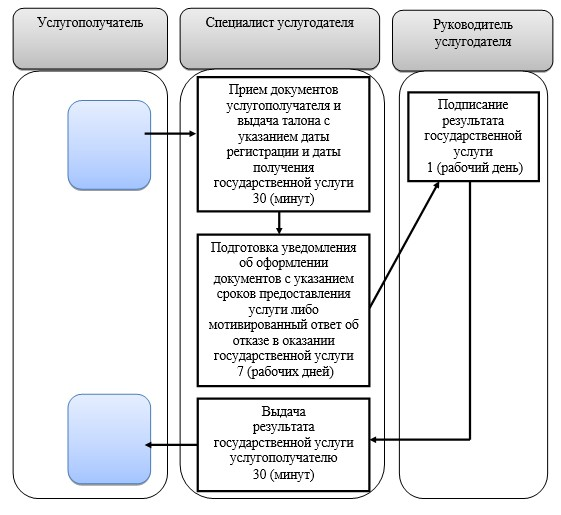 Услугополучатель
Специалист услугодателя
Руководитель
услугодателя
Прием документов
услугополучателя и
выдача талона с
указанием даты
регистрации и даты
получения
государственной услуги
30 (минут)
Подготовка уведомления
об оформлении
документов с указанием
сроков предоставления
услуги либо
мотивированный ответ об
отказе в оказании
государственной услуги
7 (рабочих дней)
Подписание
результата
государственной
услуги
1 (рабочий день)
Выдача
результата
государственной услуги
услугополучателю
30 (минут)